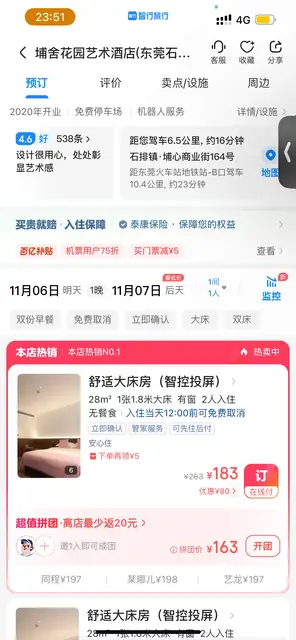 23:51
智行旅行
4G
埔舍花园艺术酒店(东莞石...
客服
收藏
分享
预订
评价
卖点/设施
周边
2020年开业
免费停车场
机器人服务
详情/设施 >
4.6 好 538条 >
设计很用心，处处彰
显艺术感
距您驾车6.5公里, 约16分钟
石排镇·埔心商业街164号
距东莞火车站地铁站-B口驾车
10.4公里, 约23分钟
地图
买贵就赔·入住保障
泰康保险·保障您的权益
百亿补贴
机票用户75折
买门票减¥5
查看 >
最低价
11月06日 明天
1晚
11月07日 后天
1间
1人
监控
双份早餐
免费取消
立即确认
大床
双床
本店热销
本店热销NO.1
热卖中
舒适大床房（智控投屏） >
28m² 1张1.8米大床 有窗 2人入住
无餐食 入住当天12:00前可免费取消
立即确认
管家服务
可先住后付
安心住
下单再领¥5
6
¥263 ¥183
优惠¥80 >
订
在线付
超值拼团·离店最少返20元 >
邀1人即可成团
拼团价 ¥163
开团
同程¥197
某哪儿¥198
艺龙¥197
舒适大床房（智控投屏） >
28m² 1张1.8米大床 有窗 2人入住